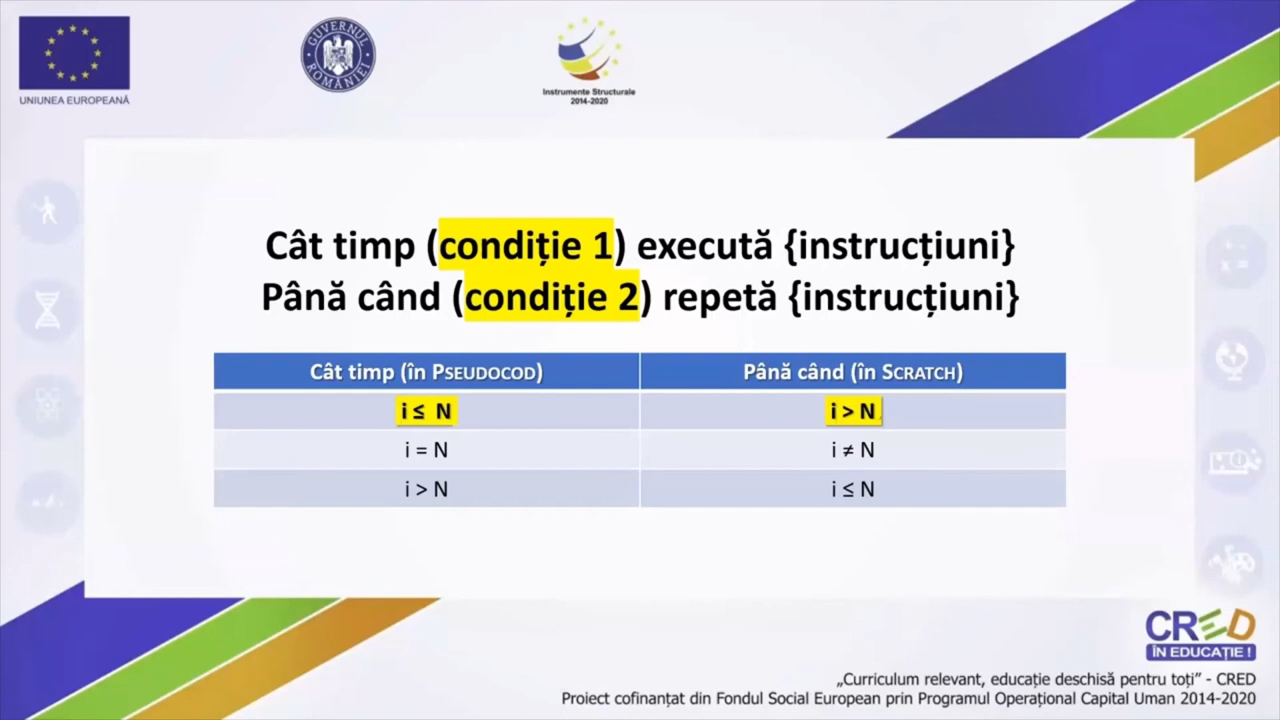 UNIUNEA EUROPEANĂ
GUVERNUL ROMÂNIEI
Instrumente Structurale
2014-2020
Cât timp (condiție 1) execută {instrucțiuni}
Până când (condiție 2) repetă {instrucțiuni}
Cât timp (în PSEUDOCOD) Până când (în SCRATCH)
i ≤ N i > N
i = N i ≠ N
i > N i ≤ N
CRED
ÎN EDUCAȚIE !
„Curriculum relevant, educație deschisă pentru toți” - CRED
Proiect cofinanțat din Fondul Social European prin Programul Operațional Capital Uman 2014-2020